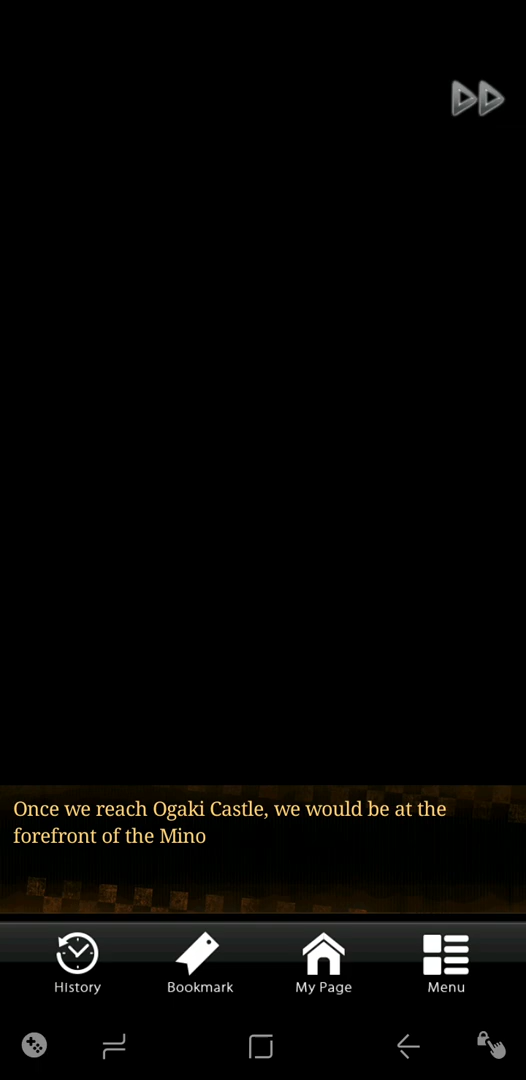 Once we reach Ogaki Castle, we would be at the
forefront of the Mino
History
Bookmark
My Page
Menu